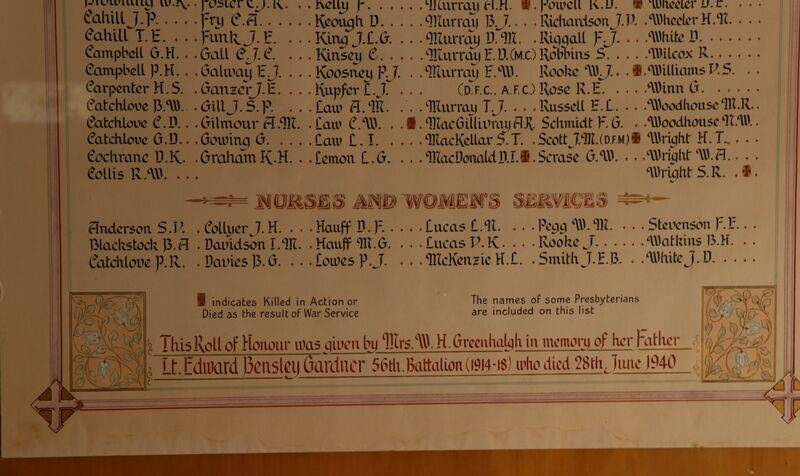 Browning W.K. . Foster C.J.R. . . Kelly F. . . . . Murray A.H. . ✠ Powell R.D. . ✠ Wheeler D.E. . . .
Cahill J.P. . . . Fry C.A. . . . . Keough D. . . . . Murray B.J. . . . Richardson J.D. . Wheeler H.N. . . .
Cahill T.E. . . . Funk J.E. . . . King J.L.G. . . . Murray D.M. . . Riggall F.J. . . . White D. . . . . .
Campbell G.H. . . Gall C.J.C. . . Kinsey C. . . . . Murray E.D. (M.C.) Robbins S. . . . . Wilcox R. . . . . .
Campbell P.H. . . Galway E.J. . . Koosney P.J. . . Murray E.W. Rooke W.J. . ✠ Williams V.S. . . .
Carpenter H.S. . Ganzer J.E. . . Kupfer L.J. . . . (D.F.C., A.F.C.) Rose R.E. . . . . Winn G. . . . . .
Catchlove B.W. . Gill J.S.P. . . . Law A.M. . . . . Murray T.J. . . . Russell E.L. . . . Woodhouse M.R. .
Catchlove C.D. . . Gilmour A.M. . Law C.W. . . ✠ . MacGillivray A.R. Schmidt F.G. . . Woodhouse N.W. .
Catchlove G.D. . . Gowing G. . . . Law L.I. . . . . MacKellar S.T. . Scott J.M. (D.F.M) ✠ Wright H.T. . . .
Cochrane D.K. . Graham K.H. . . Lemon L.G. . . . MacDonald D.I. ✠ . Scrase G.W. . . . Wright W.A. . . .
Collis R.W. . . . Wright S.R. . ✠ .
NURSES AND WOMEN'S SERVICES
Anderson S.V. . Collyer J.H. . . . Hauff D.F. . . . . Lucas L.N. . . . Pegg W.M. . . . Stevenson F.E. . .
Blackstock B.A . Davidson I.M. . . Hauff M.G. . . . . Lucas V.K. . . . Rooke J. . . . . . Watkins B.H. . . .
Catchlove P.R. . Davies B.G. . . . Lowes P.J. . . . . McKenzie H.L. . Smith J.E.B. . . White J.D. . . . .
✠ indicates Killed in Action or
Died as the result of War Service
The names of some Presbyterians
are included on this list
This Roll of Honour was given by Mrs. W. H. Greenhalgh in memory of her Father
Lt. Edward Bensley Gardner 56th. Battalion (1914-18) who died 28th. June 1940